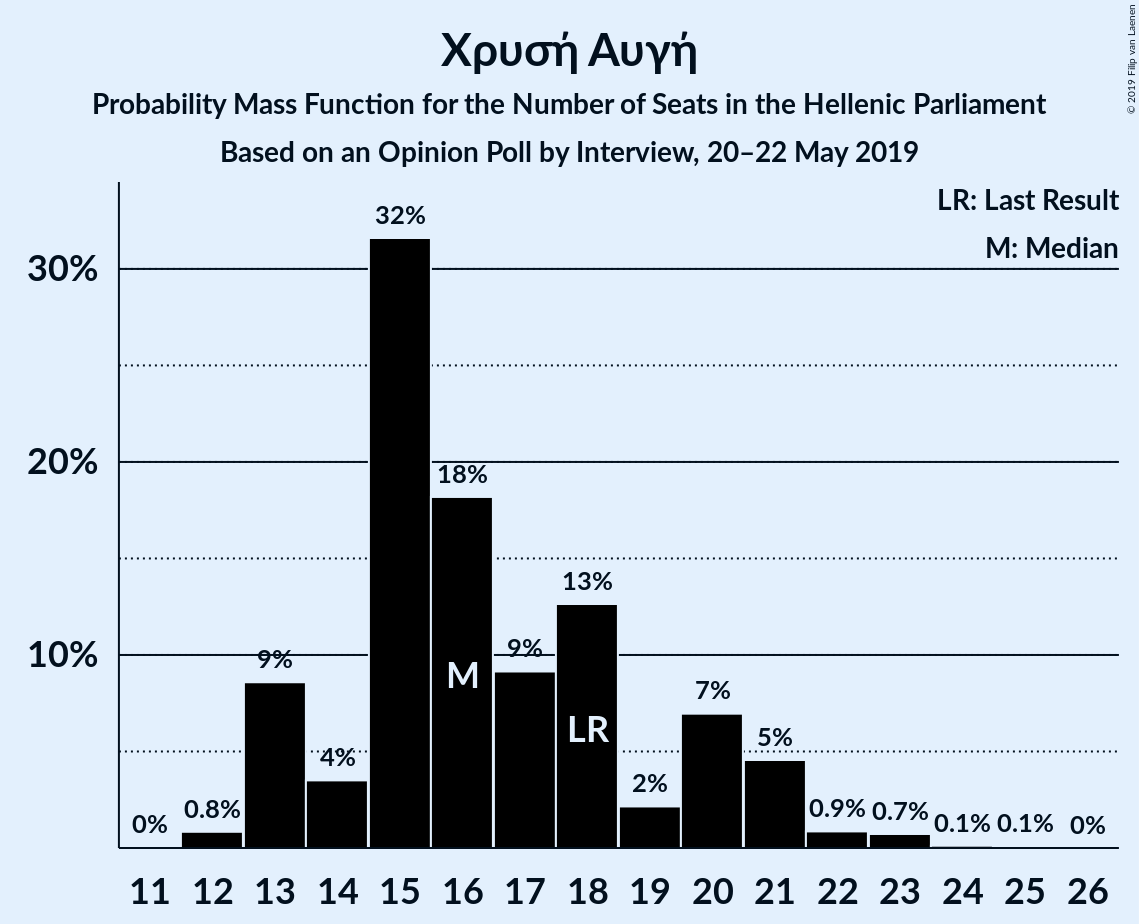 Χρυσή Αυγή
Probability Mass Function for the Number of Seats in the Hellenic Parliament
Based on an Opinion Poll by Interview, 20–22 May 2019
© 2019 Filip van Laenen
LR: Last Result
M: Median
30%
20%
10%
0%
0.8%
9%
4%
32%
18%
9%
13%
2%
7%
5%
0.9%
0.7%
0.1%
0.1%
0%
M
LR
11 12 13 14 15 16 17 18 19 20 21 22 23 24 25 26